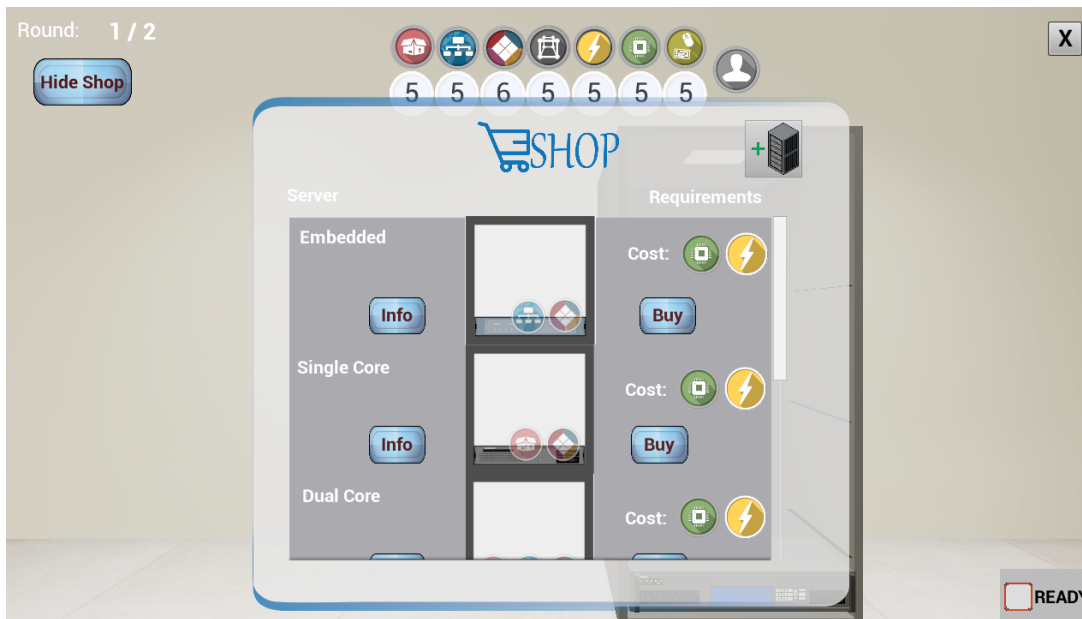 Round: 1 / 2
X
Hide Shop
5 5 6 5 5 5 5
SHOP
+
Server Requirements
Embedded
Cost:
Info Buy
Single Core
Cost:
Info Buy
Dual Core
Cost:
READY